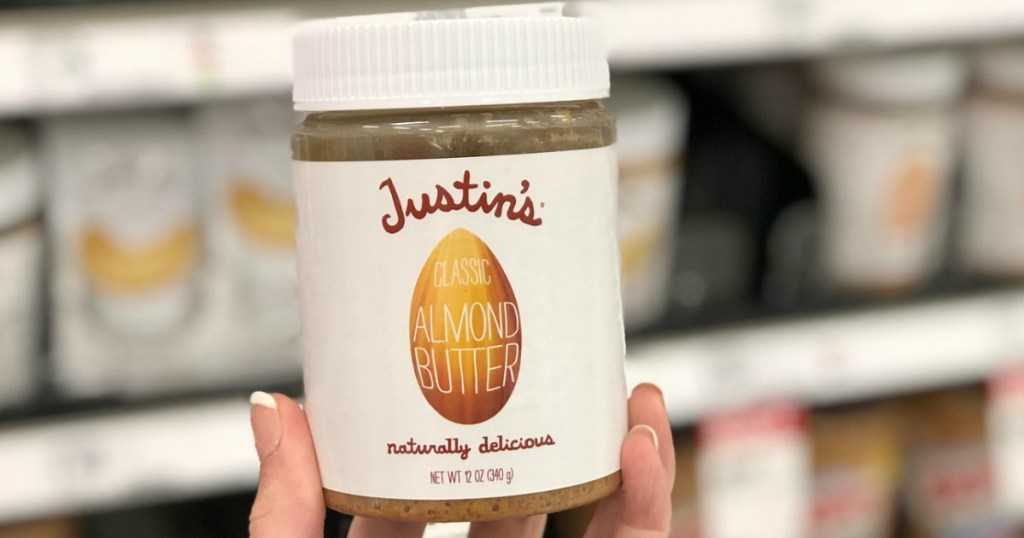 Justin's®
CLASSIC
ALMOND
BUTTER
naturally delicious
NET WT 12 OZ (340 g)